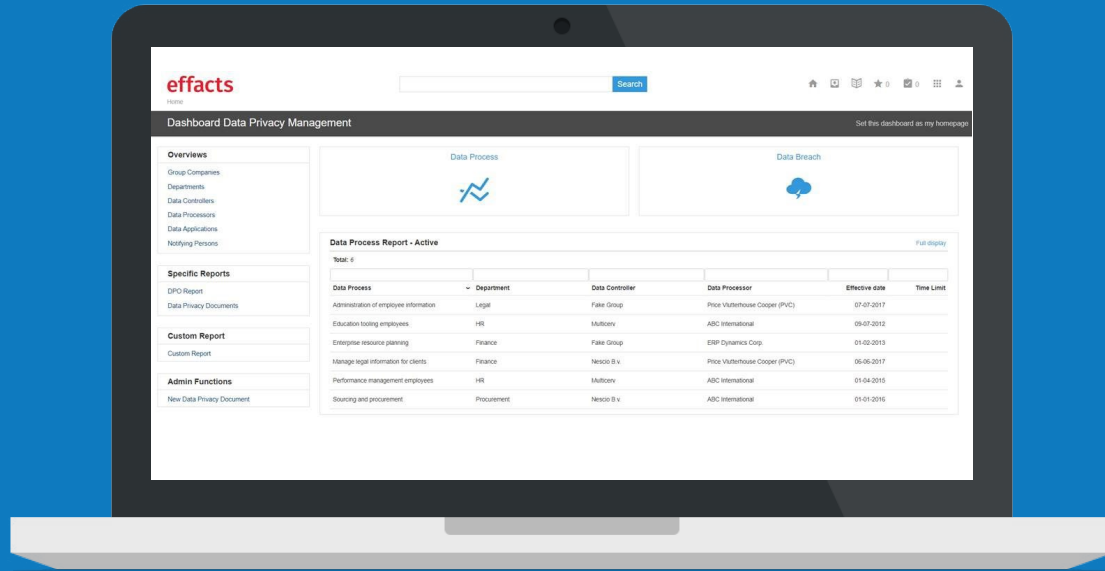 effacts
Search
0
0
Home
Dashboard Data Privacy Management
Set this dashboard as my homepage
Overviews
Group Companies
Departments
Data Controllers
Data Processors
Data Applications
Notifying Persons
Specific Reports
DPO Report
Data Privacy Documents
Custom Report
Custom Report
Admin Functions
New Data Privacy Document
Data Process
Data Breach
Data Process Report - Active
Full display
Total: 6
Data Process Department Data Controller Data Processor Effective date Time Limit
Administration of employee information Legal Fake Group Price Vlutterhouse Cooper (PVC) 07-07-2017
Education tooling employees HR Multicerv ABC International 09-07-2012
Enterprise resource planning Finance Fake Group ERP Dynamics Corp. 01-02-2013
Manage legal information for clients Finance Nescio B.v. Price Vlutterhouse Cooper (PVC) 06-06-2017
Performance management employees HR Multicerv ABC International 01-04-2015
Sourcing and procurement Procurement Nescio B.v. ABC International 01-01-2016